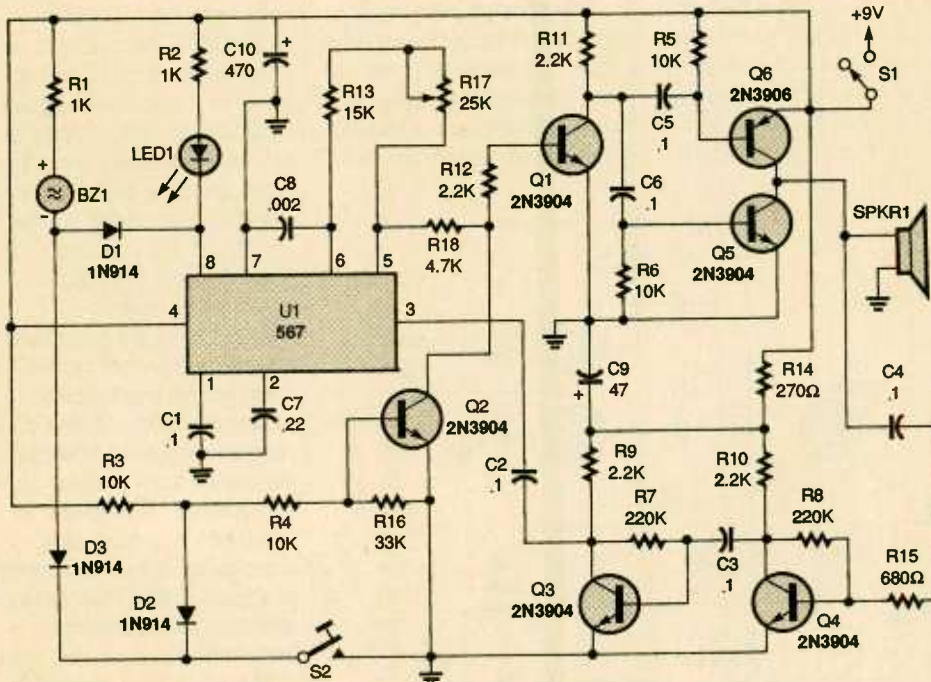 +9V
S1
R1
1K
R2
1K
C10
470
+
R13
15K
R17
25K
R11
2.2K
R5
10K
Q6
2N3906
LED1
C5
.1
R12
2.2K
Q1
2N3904
C6
.1
+
BZ1
-
C8
.002
SPKR1
D1
1N914
R18
4.7K
Q5
2N3904
R6
10K
8
7
6
5
4
U1
567
3
1
2
C9
47
+
R14
270Ω
C4
.1
C1
.1
C7
.22
Q2
2N3904
C2
.1
R9
2.2K
R10
2.2K
R3
10K
R4
10K
R16
33K
R7
220K
C3
.1
R8
220K
R15
680Ω
D3
1N914
D2
1N914
Q3
2N3904
Q4
2N3904
S2